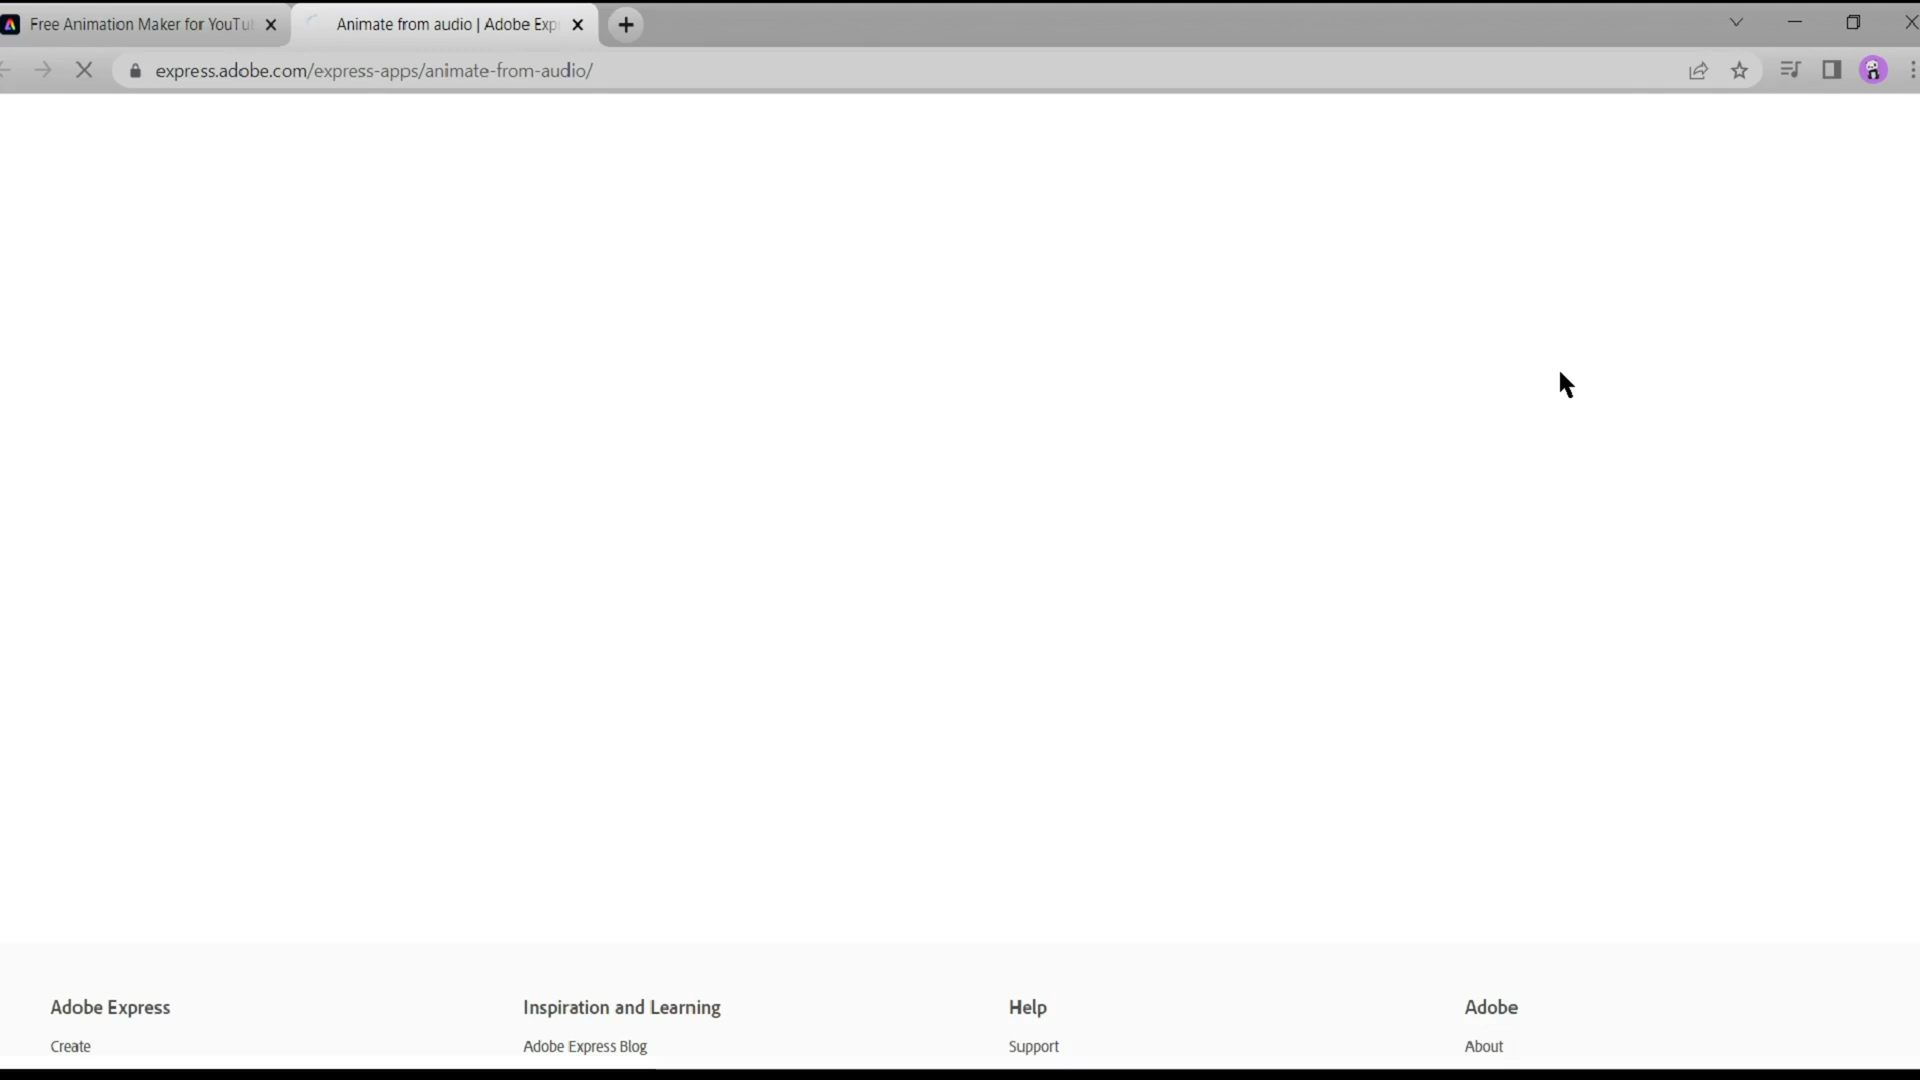 Free Animation Maker for YouTu
Animate from audio | Adobe Exp
express.adobe.com/express-apps/animate-from-audio/
Adobe Express
Inspiration and Learning
Help
Adobe
Create
Adobe Express Blog
Support
About